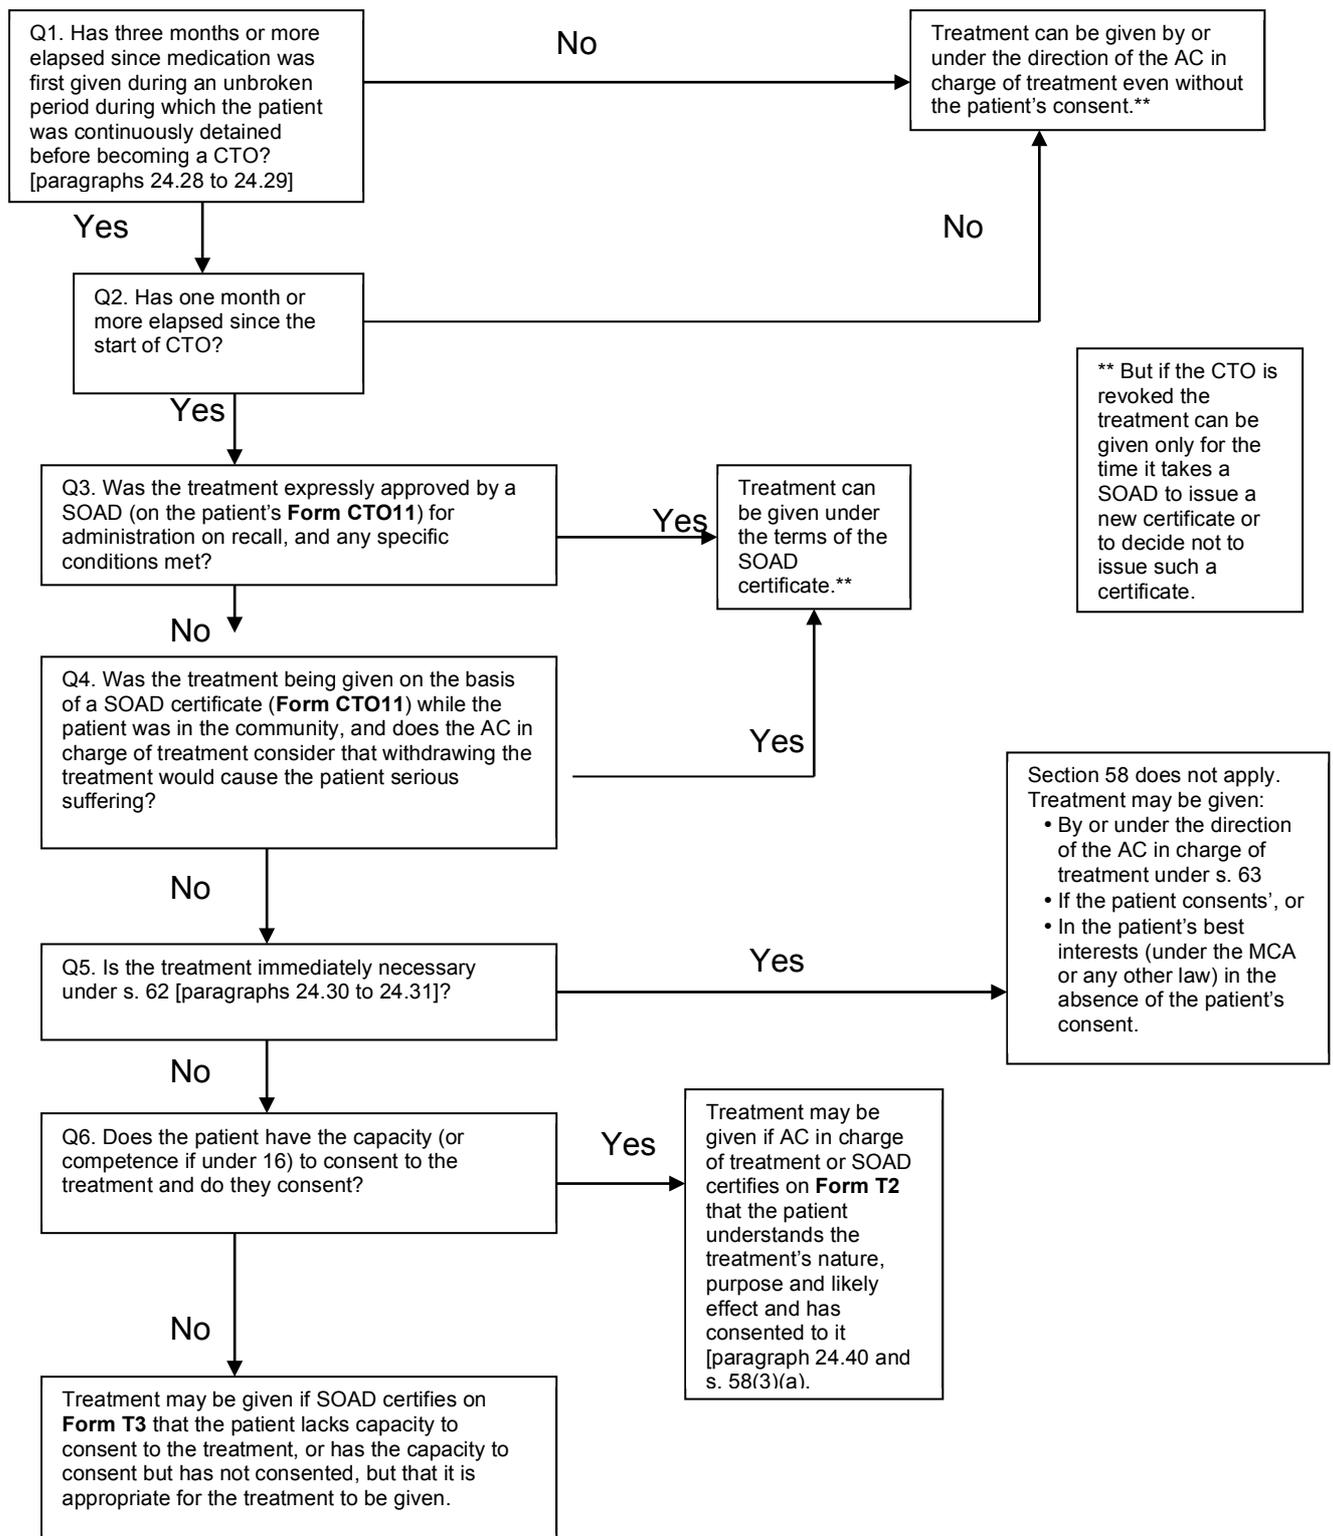 Q1. Has three months or more
elapsed since medication was
first given during an unbroken
period during which the patient
was continuously detained
before becoming a CTO?
[paragraphs 24.28 to 24.29]
No
Treatment can be given by or
under the direction of the AC in
charge of treatment even without
the patient’s consent.**
Yes
No
Q2. Has one month or
more elapsed since the
start of CTO?
** But if the CTO is
revoked the
treatment can be
given only for the
time it takes a
SOAD to issue a
new certificate or
to decide not to
issue such a
certificate.
Yes
Q3. Was the treatment expressly approved by a
SOAD (on the patient’s Form CTO11) for
administration on recall, and any specific
conditions met?
Yes
Treatment can
be given under
the terms of the
SOAD
certificate.**
No
Q4. Was the treatment being given on the basis
of a SOAD certificate (Form CTO11) while the
patient was in the community, and does the AC in
charge of treatment consider that withdrawing the
treatment would cause the patient serious
suffering?
Yes
Section 58 does not apply.
Treatment may be given:
• By or under the direction
of the AC in charge of
treatment under s. 63
• If the patient consents’, or
• In the patient’s best
interests (under the MCA
or any other law) in the
absence of the patient’s
consent.
No
Q5. Is the treatment immediately necessary
under s. 62 [paragraphs 24.30 to 24.31]?
Yes
No
Q6. Does the patient have the capacity (or
competence if under 16) to consent to the
treatment and do they consent?
Yes
Treatment may be
given if AC in charge
of treatment or SOAD
certifies on Form T2
that the patient
understands the
treatment’s nature,
purpose and likely
effect and has
consented to it
[paragraph 24.40 and
s. 58(3)(a).
No
Treatment may be given if SOAD certifies on
Form T3 that the patient lacks capacity to
consent to the treatment, or has the capacity to
consent but has not consented, but that it is
appropriate for the treatment to be given.